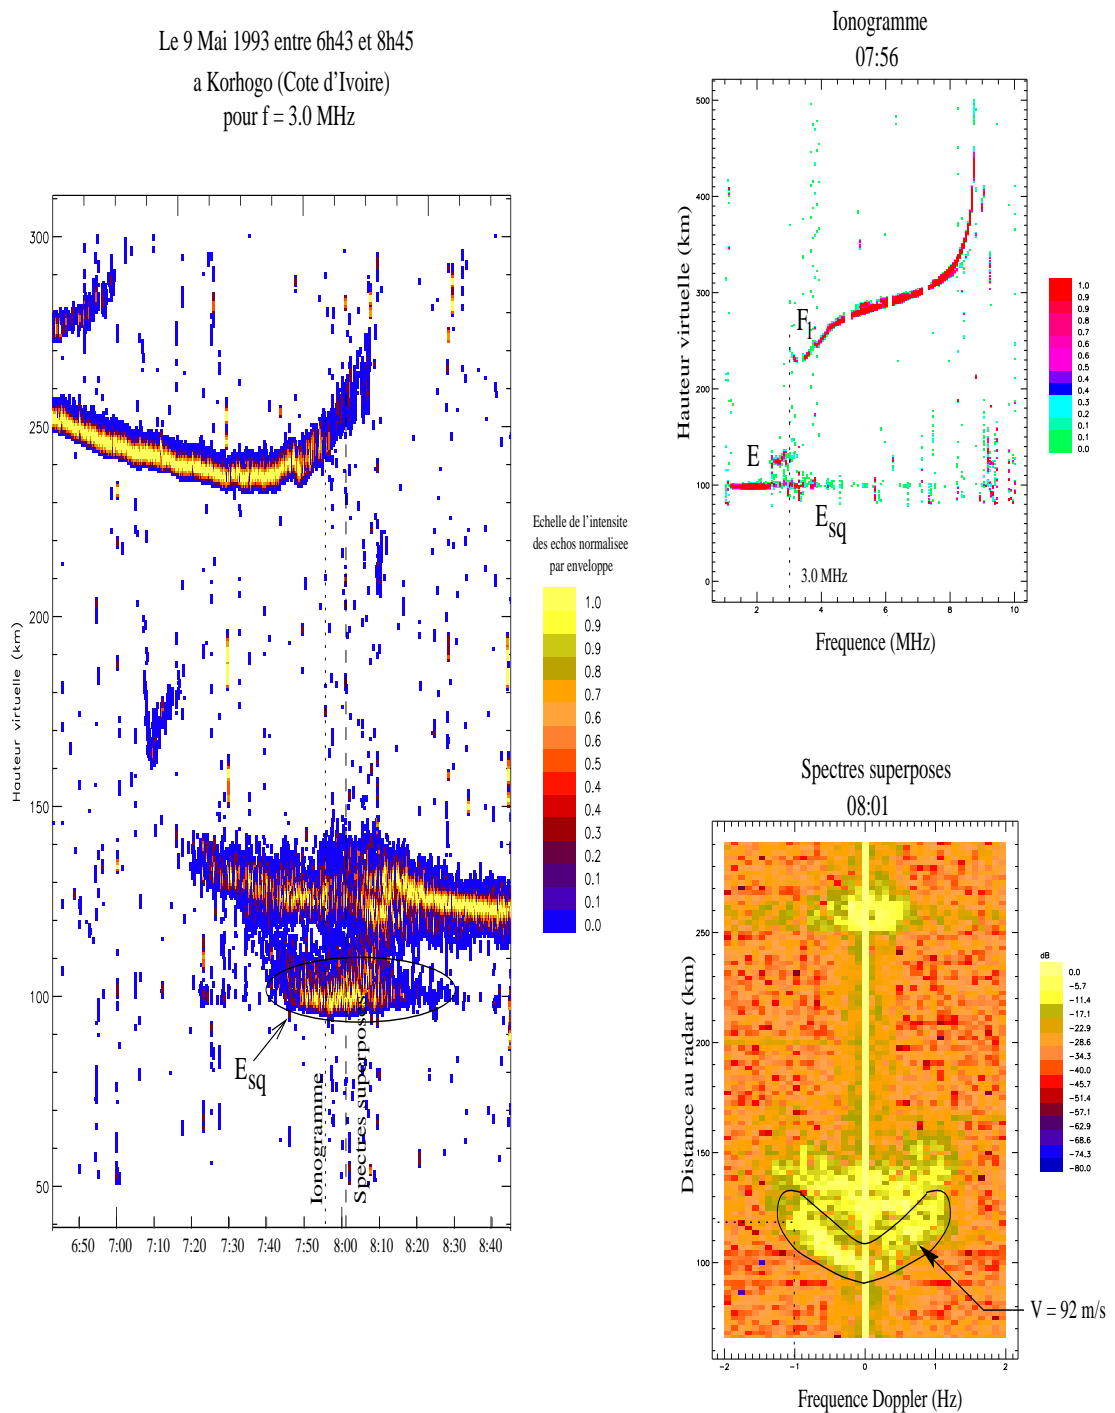 Le 9 Mai 1993 entre 6h43 et 8h45
a Korhogo (Cote d'Ivoire)
pour f = 3.0 MHz
300
250
200
150
100
50
Hauteur virtuelle (km)
6:50 7:00 7:10 7:20 7:30 7:40 7:50 8:00 8:10 8:20 8:30 8:40
Esq
Ionogramme
Spectres superposes
Echelle de l'intensite
des echos normalisee
par enveloppe
1.0
0.9
0.9
0.8
0.7
0.6
0.6
0.5
0.4
0.4
0.3
0.2
0.1
0.1
0.0
Ionogramme
07:56
500
400
300
200
100
0
Hauteur virtuelle (km)
F1
E
Esq
3.0 MHz
2 4 6 8 10
Frequence (MHz)
1.0
0.9
0.9
0.8
0.7
0.6
0.5
0.4
0.4
0.3
0.2
0.1
0.1
0.0
Spectres superposes
08:01
250
200
150
100
Distance au radar (km)
-2 -1 0 1 2
Frequence Doppler (Hz)
V = 92 m/s
dB
0.0
-5.7
-11.4
-17.1
-22.9
-28.6
-34.3
-40.0
-45.7
-51.4
-57.1
-62.9
-68.6
-74.3
-80.0